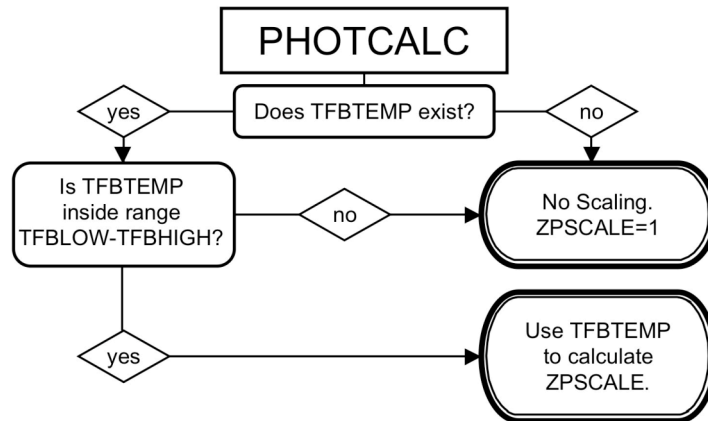 PHOTCALC
Does TFBTEMP exist?
yes
no
Is TFBTEMP
inside range
TFBLOW-TFBHIGH?
no
No Scaling.
ZPSCALE=1
yes
Use TFBTEMP
to calculate
ZPSCALE.